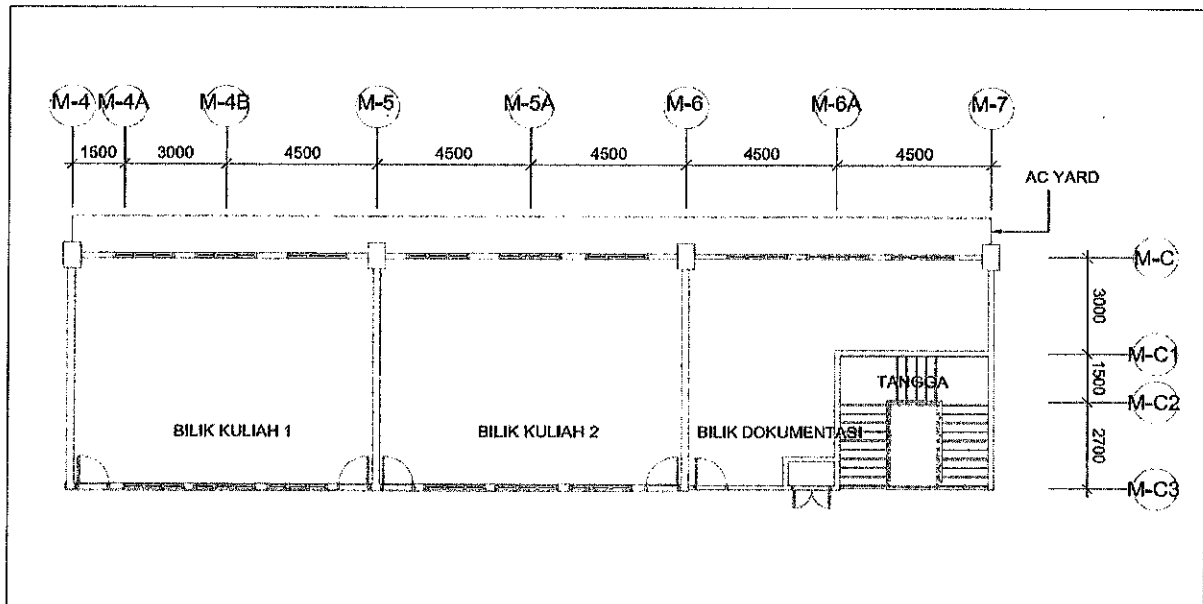 M-4 M-4A M-4B M-5 M-5A M-6 M-6A M-7
1500 3000 4500 4500 4500 4500 4500
AC YARD
M-C
3000
M-C1
1500
TANGGA
M-C2
BILIK KULIAH 1 BILIK KULIAH 2 BILIK DOKUMENTASI
2700
M-C3